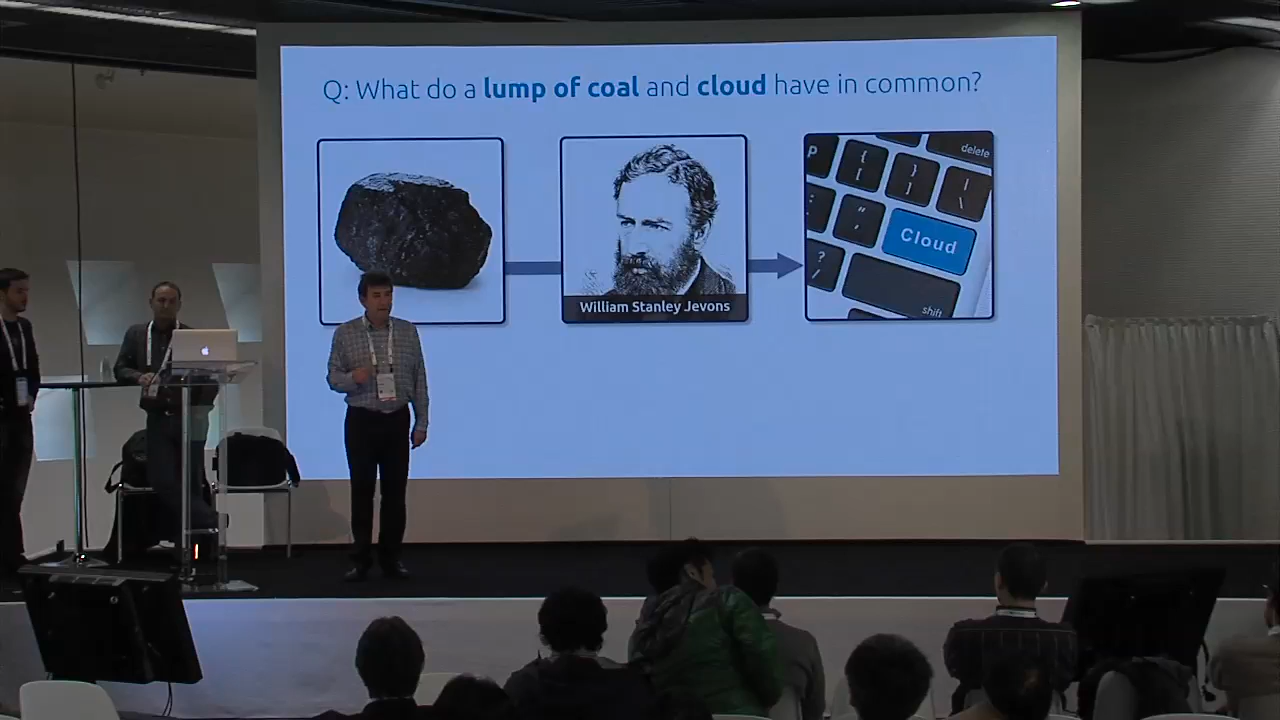 Q: What do a lump of coal and cloud have in common?
William Stanley Jevons
P
{
[
}
]
|
\
delete
:
;
"
,
Cloud
?
/
shift